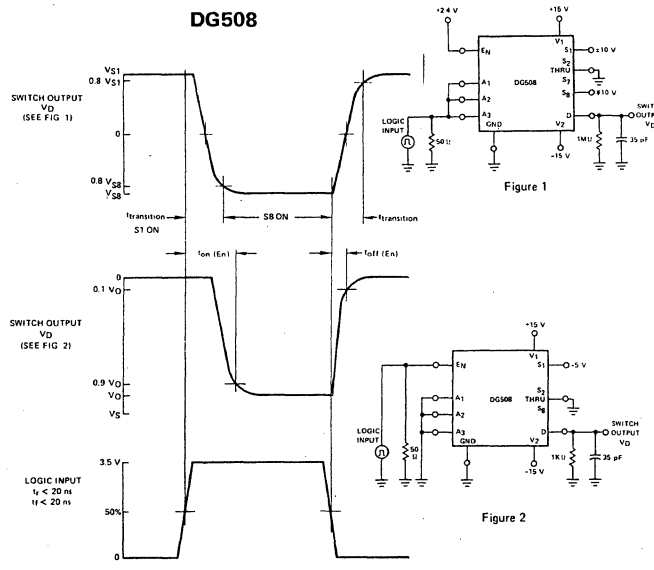 DG508
VS1
0.8 VS1
SWITCH OUTPUT
VD
(SEE FIG 1)
0
0.8 VS8
VS8
ttransition
S1 ON
S8 ON
ttransition
ton (En)
toff (En)
0
0.1 VO
SWITCH OUTPUT
VD
(SEE FIG 2)
0.9 VO
VO
VS
3.5 V
LOGIC INPUT
tr < 20 ns
tf < 20 ns
50%
0
+2.4 V
+15 V
EN
V1
S1
±10 V
S2
THRU
S7
A1
DG508
A2
S8
∓10 V
A3
D
SWITCH
OUTPUT
VD
LOGIC
INPUT
50 Ω
GND
V2
1MΩ
35 pF
-15 V
Figure 1
+15 V
EN
V1
S1
-5 V
A1
S2
THRU
A2
DG508
S8
A3
D
SWITCH
OUTPUT
VD
LOGIC
INPUT
50
Ω
GND
V2
1KΩ
35 pF
-15 V
Figure 2